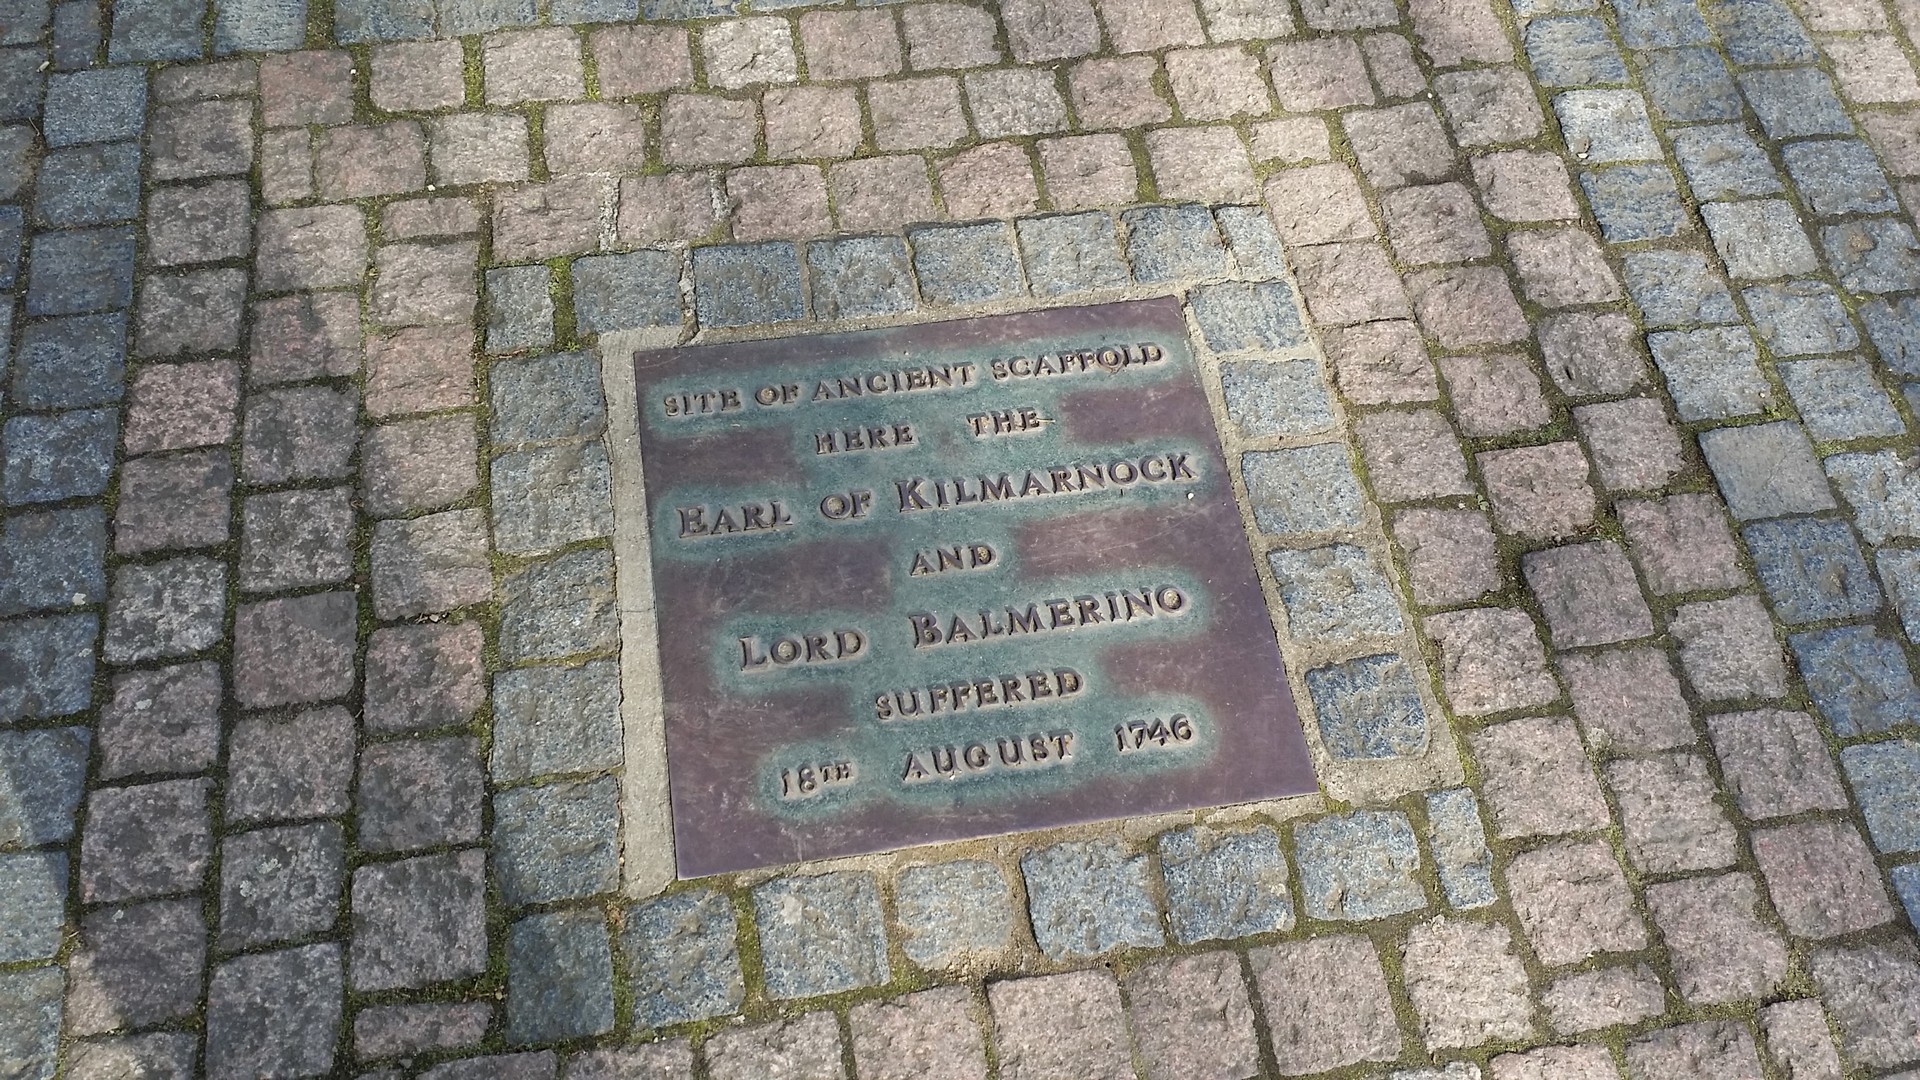 SITE OF ANCIENT SCAFFOLD
HERE THE
EARL OF KILMARNOCK
AND
LORD BALMERINO
SUFFERED
18TH AUGUST 1746